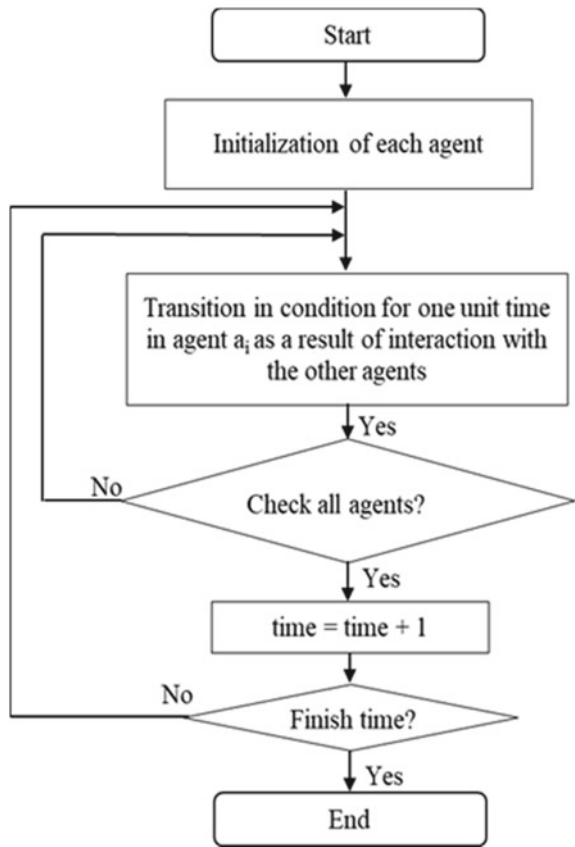 Start
Initialization of each agent
Transition in condition for one unit time
in agent aᵢ as a result of interaction with
the other agents
Yes
No
Check all agents?
Yes
time = time + 1
No
Finish time?
Yes
End